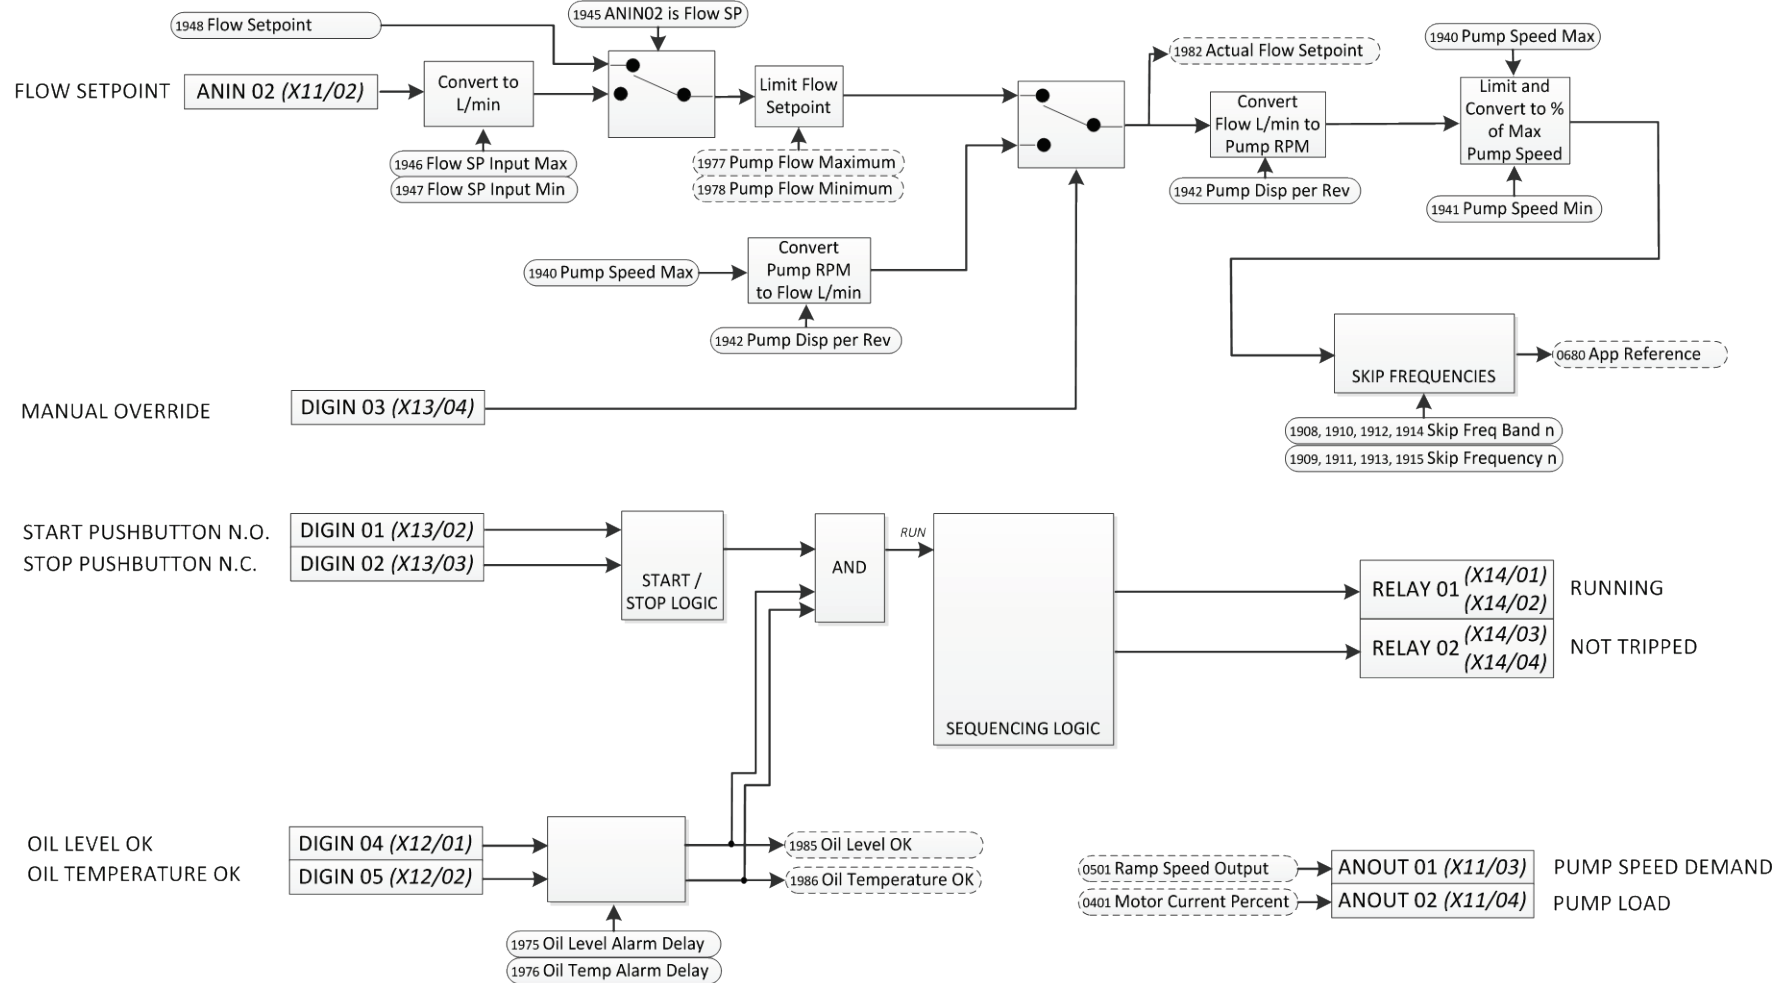 1948 Flow Setpoint
1945 ANIN02 is Flow SP
FLOW SETPOINT
ANIN 02 (X11/02)
Convert to
L/min
1946 Flow SP Input Max
1947 Flow SP Input Min
Limit Flow
Setpoint
1977 Pump Flow Maximum
1978 Pump Flow Minimum
1982 Actual Flow Setpoint
Convert
Flow L/min to
Pump RPM
1942 Pump Disp per Rev
1940 Pump Speed Max
Limit and
Convert to %
of Max
Pump Speed
1941 Pump Speed Min
1940 Pump Speed Max
Convert
Pump RPM
to Flow L/min
1942 Pump Disp per Rev
SKIP FREQUENCIES
0680 App Reference
1908, 1910, 1912, 1914 Skip Freq Band n
1909, 1911, 1913, 1915 Skip Frequency n
MANUAL OVERRIDE
DIGIN 03 (X13/04)
START PUSHBUTTON N.O.
DIGIN 01 (X13/02)
STOP PUSHBUTTON N.C.
DIGIN 02 (X13/03)
START /
STOP LOGIC
AND
RUN
SEQUENCING LOGIC
RELAY 01 (X14/01)
(X14/02)
RUNNING
RELAY 02 (X14/03)
(X14/04)
NOT TRIPPED
OIL LEVEL OK
DIGIN 04 (X12/01)
OIL TEMPERATURE OK
DIGIN 05 (X12/02)
1985 Oil Level OK
1986 Oil Temperature OK
1975 Oil Level Alarm Delay
1976 Oil Temp Alarm Delay
0501 Ramp Speed Output
ANOUT 01 (X11/03)
PUMP SPEED DEMAND
0401 Motor Current Percent
ANOUT 02 (X11/04)
PUMP LOAD